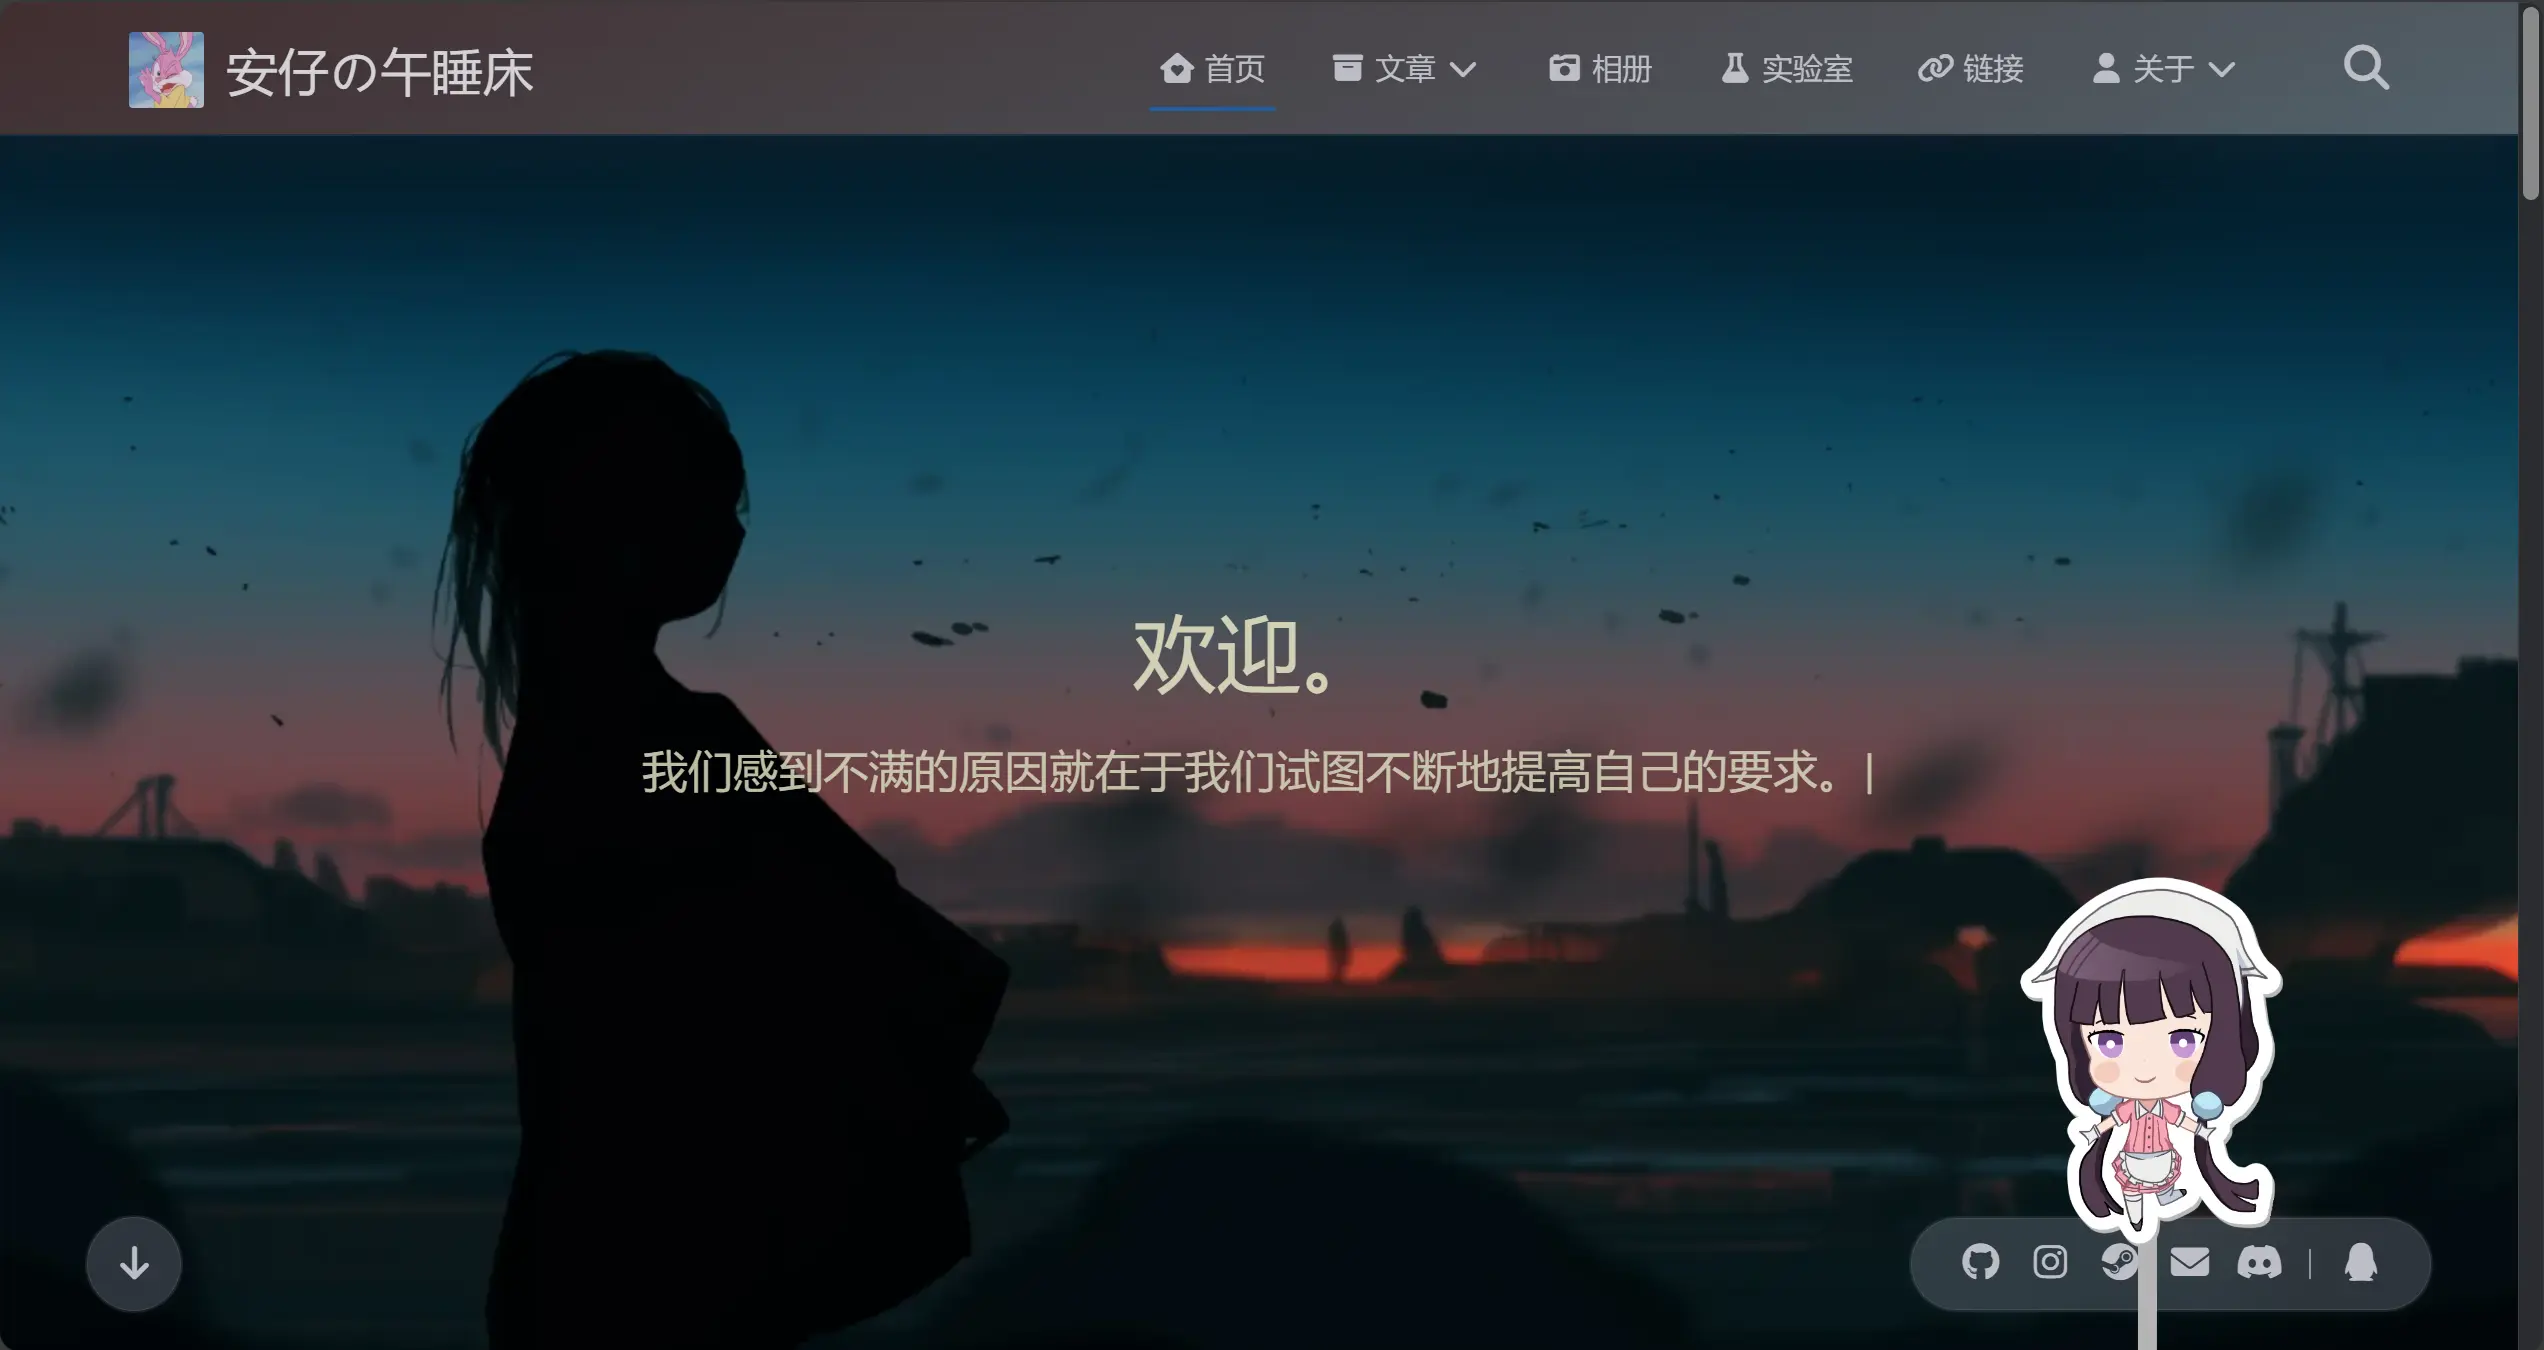 安仔の午睡床
首页
文章
相册
实验室
链接
关于
欢迎。
我们感到不满的原因就在于我们试图不断地提高自己的要求。|